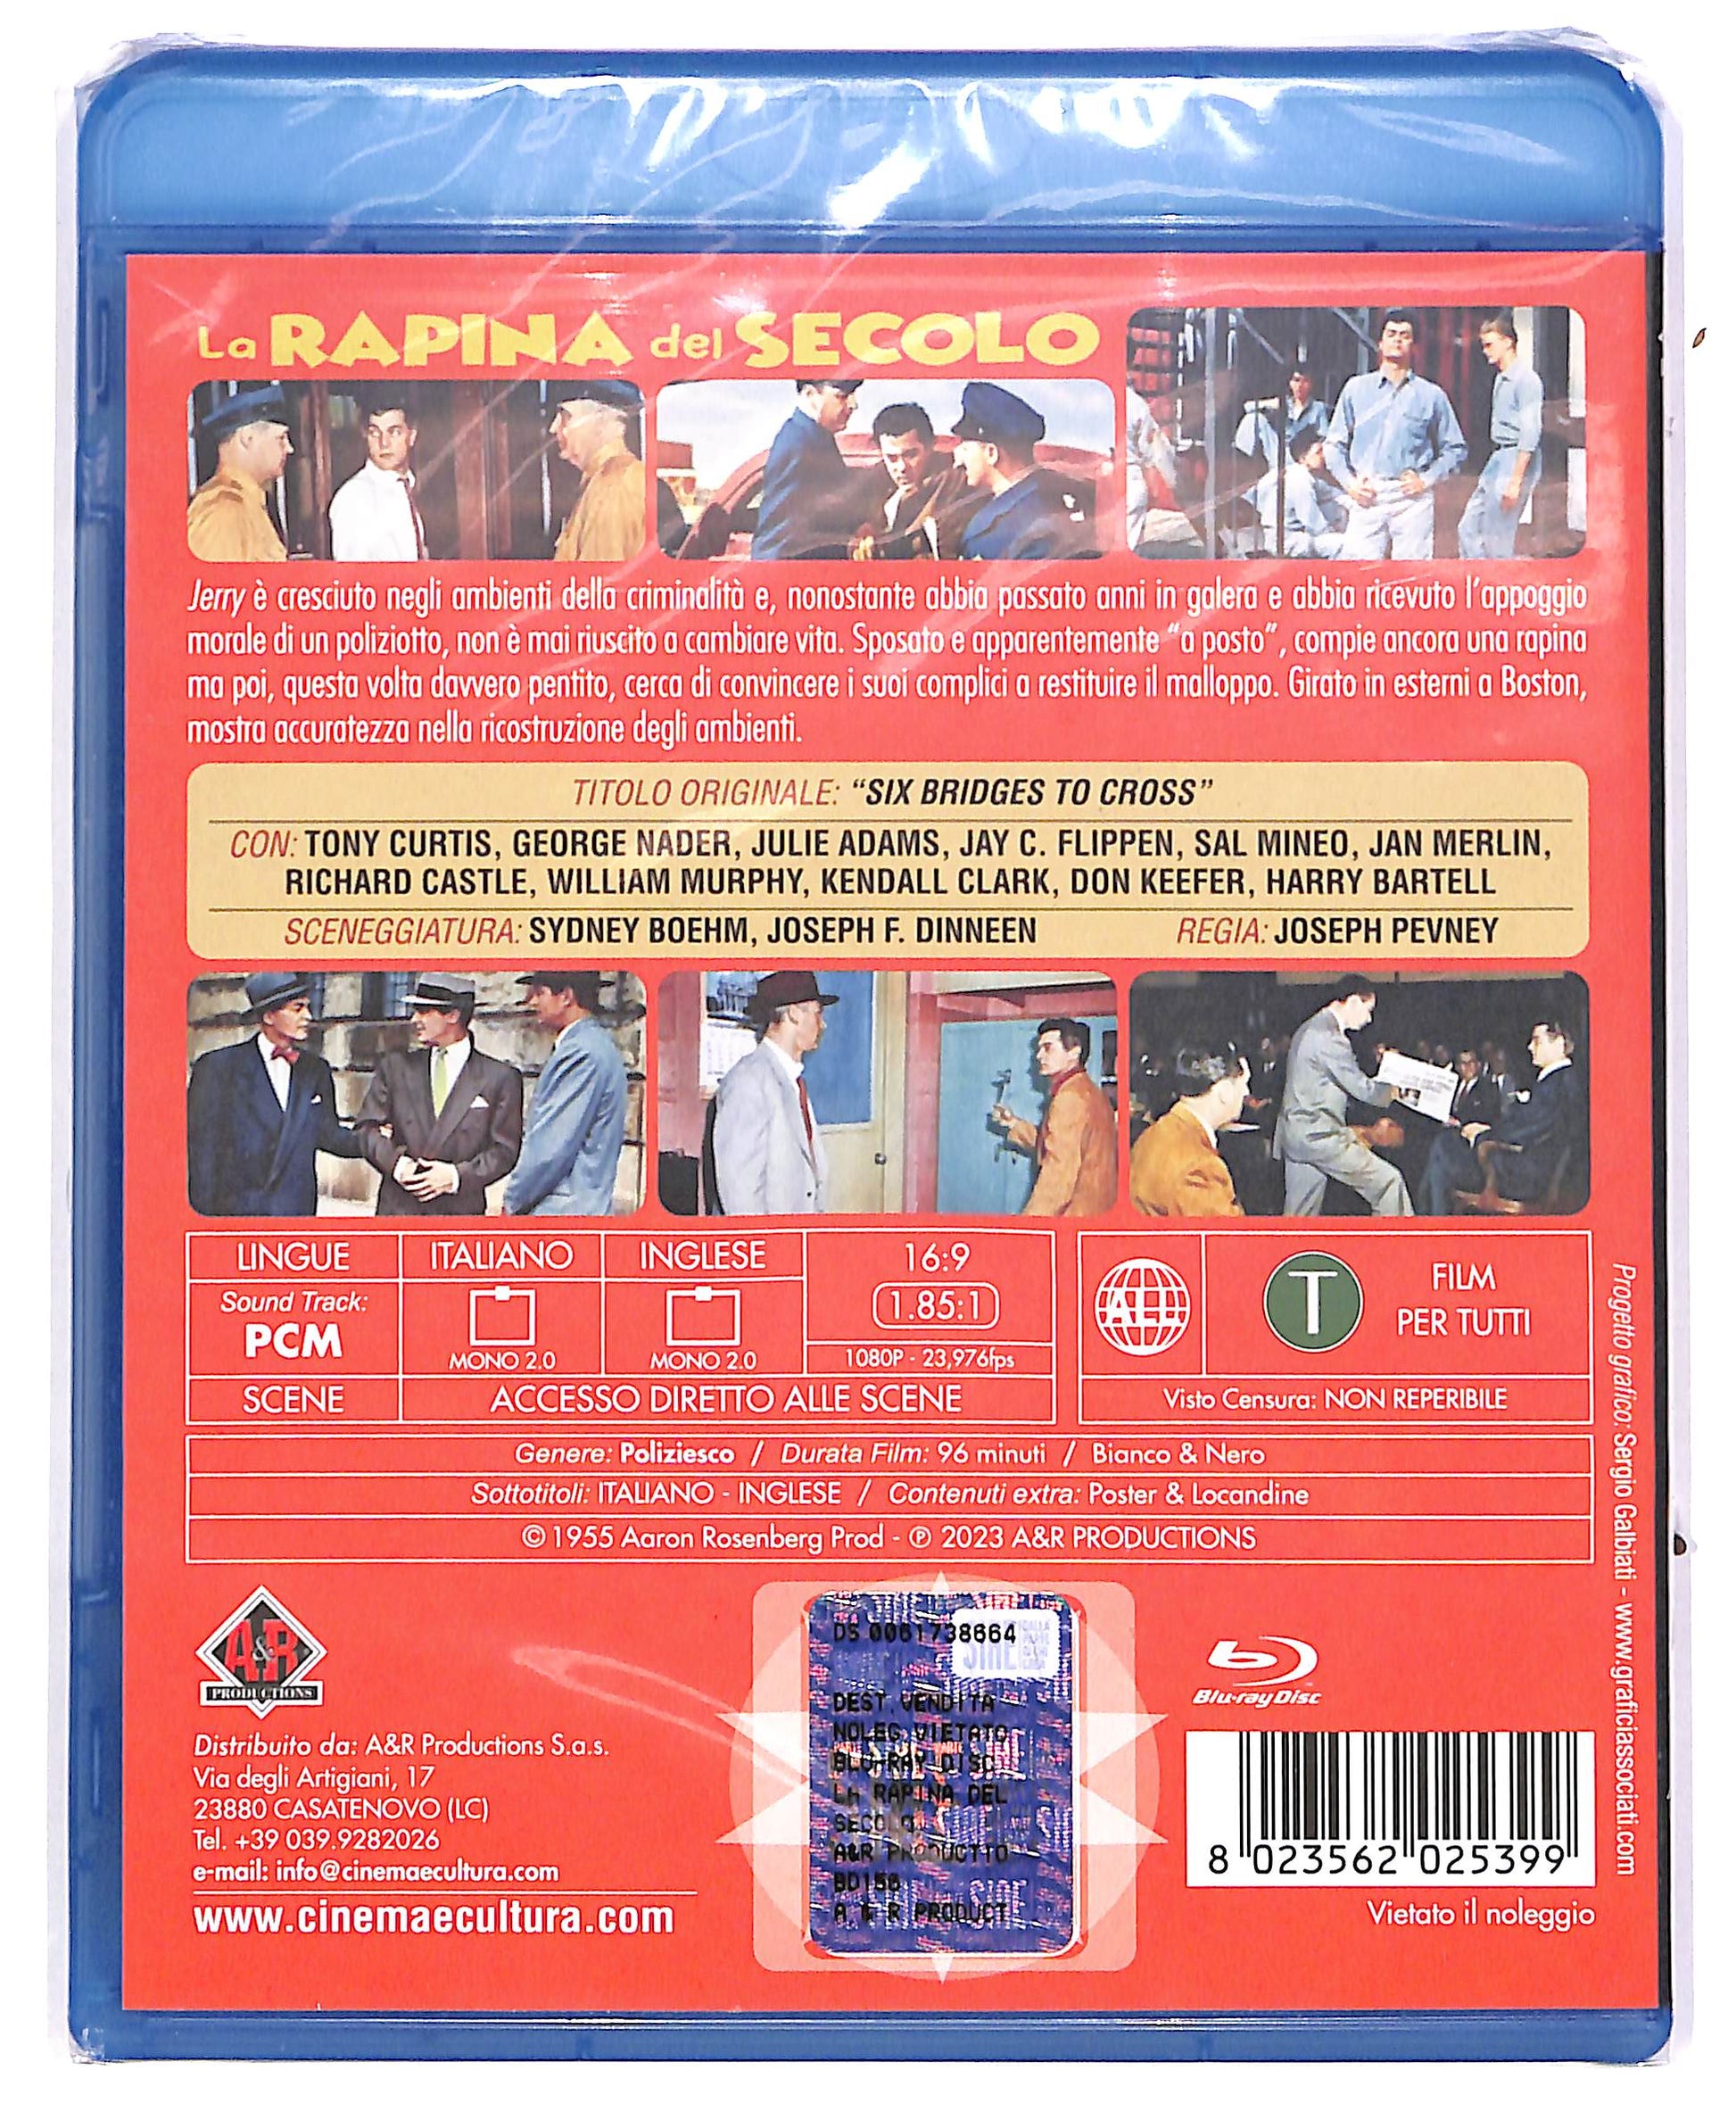 La RAPINA del SECOLO
Jerry è cresciuto negli ambienti della criminalità e, nonostante abbia passato anni in galera e abbia ricevuto l'appoggio
morale di un poliziotto, non è mai riuscito a cambiare vita. Sposato e apparentemente "a posto", compie ancora una rapina
ma poi, questa volta davvero pentito, cerca di convincere i suoi complici a restituire il malloppo. Girato in esterni a Boston,
mostra accuratezza nella ricostruzione degli ambienti.
TITOLO ORIGINALE: "SIX BRIDGES TO CROSS"
CON: TONY CURTIS, GEORGE NADER, JULIE ADAMS, JAY C. FLIPPEN, SAL MINEO, JAN MERLIN,
RICHARD CASTLE, WILLIAM MURPHY, KENDALL CLARK, DON KEEFER, HARRY BARTELL
SCENEGGIATURA: SYDNEY BOEHM, JOSEPH F. DINNEEN REGIA: JOSEPH PEVNEY
LINGUE ITALIANO INGLESE 16:9
Sound Track:
PCM
MONO 2.0 MONO 2.0
1.85:1
1080P - 23,976fps
SCENE ACCESSO DIRETTO ALLE SCENE
ALL
T
FILM
PER TUTTI
Visto Censura: NON REPERIBILE
Genere: Poliziesco / Durata Film: 96 minuti / Bianco & Nero
Sottotitoli: ITALIANO - INGLESE / Contenuti extra: Poster & Locandine
©1955 Aaron Rosenberg Prod - ℗ 2023 A&R PRODUCTIONS
Progetto grafico: Sergio Galbiati - www.graficiassociati.com
A&R
PRODUCTIONS
Distribuito da: A&R Productions S.a.s.
Via degli Artigiani, 17
23880 CASATENOVO (LC)
Tel. +39 039.9282026
e-mail: info@cinemaecultura.com
www.cinemaecultura.com
DS 0061738664
SIAE
DEST.VENDITA
NOLEG.VIETATO
BLU-RAY DISC
LA RAPINA DEL
SECOLO
A&R PRODUCTIO
BD156
A & R PRODUCT
Blu-ray Disc
8 023562 025399
Vietato il noleggio